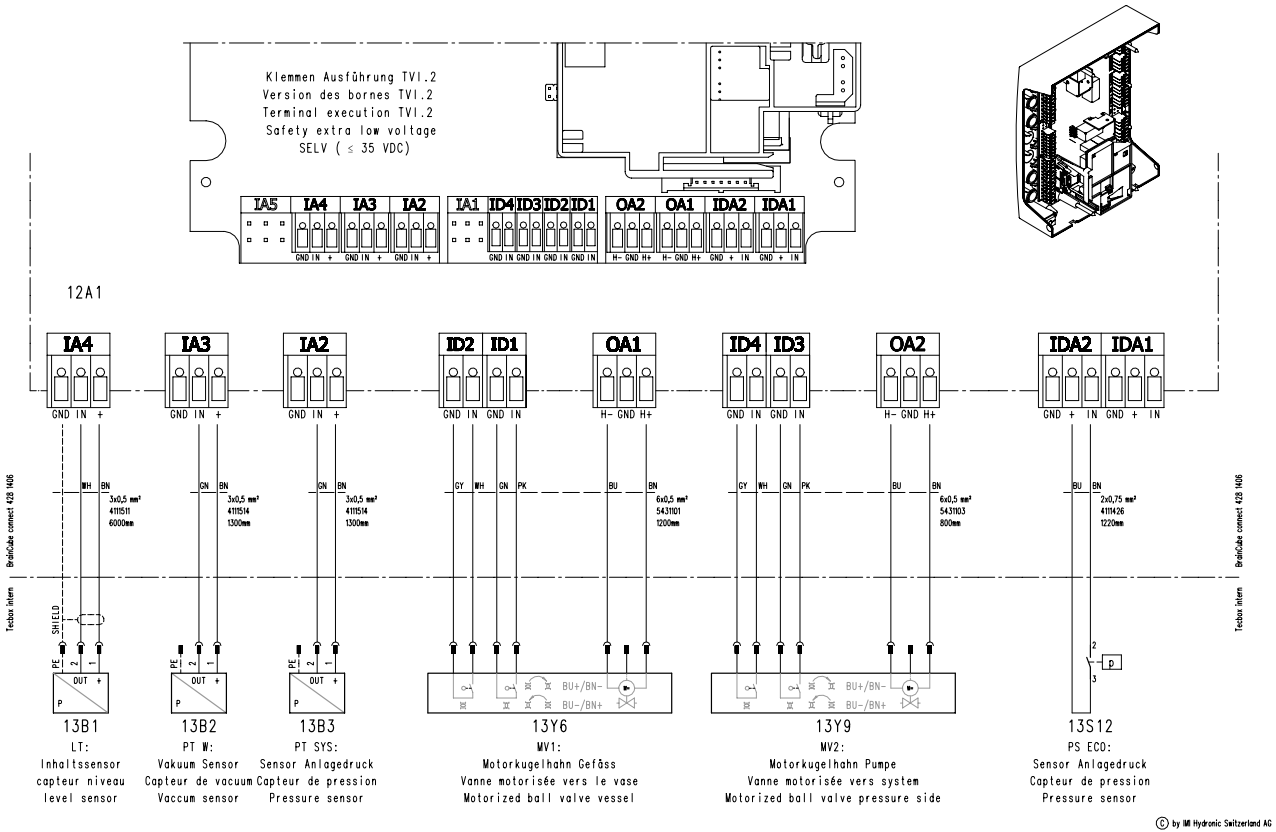 Klemmen Ausführung TVI.2
Version des bornes TVI.2
Terminal execution TVI.2
Safety extra low voltage
SELV ( ≤ 35 VDC)
IA5 IA4 IA3 IA2 IA1 ID4 ID3 ID2 ID1 OA2 OA1 IDA2 IDA1
GND IN + GND IN + GND IN + GND IN GND IN GND IN GND IN H- GND H+ H- GND H+ GND + IN GND + IN
12A1
IA4 IA3 IA2 ID2 ID1 OA1 ID4 ID3 OA2 IDA2 IDA1
GND IN + GND IN + GND IN + GND IN GND IN H- GND H+ GND IN GND IN H- GND H+ GND + IN GND + IN
WH BN GN BN GN BN GY WH GN PK BU BN GY WH GN PK BU BN BU BN
3x0,5 mm² 3x0,5 mm² 3x0,5 mm² 6x0,5 mm² 6x0,5 mm² 2x0,75 mm²
4111511 4111514 4111514 5431101 5431103 4111426
6000mm 1300mm 1300mm 1200mm 800mm 1220mm
BrainCube connect 428 1406
BrainCube connect 428 1406
Tecbox intern
Tecbox intern
SHIELD
PE 2 1 PE 2 1 PE 2 1 2
OUT + OUT + OUT + M~ BU+/BN- M~ BU+/BN- p
P P P BU-/BN+ BU-/BN+ 3
13B1 13B2 13B3 13Y6 13Y9 13S12
LT: PT W: PT SYS: MV1: MV2: PS ECO:
Inhaltssensor Vakuum Sensor Sensor Anlagedruck Motorkugelhahn Gefäss Motorkugelhahn Pumpe Sensor Anlagedruck
capteur niveau Capteur de vacuum Capteur de pression Vanne motorisée vers le vase Vanne motorisée vers system Capteur de pression
level sensor Vaccum sensor Pressure sensor Motorized ball valve vessel Motorized ball valve pressure side Pressure sensor
© by IMI Hydronic Switzerland AG